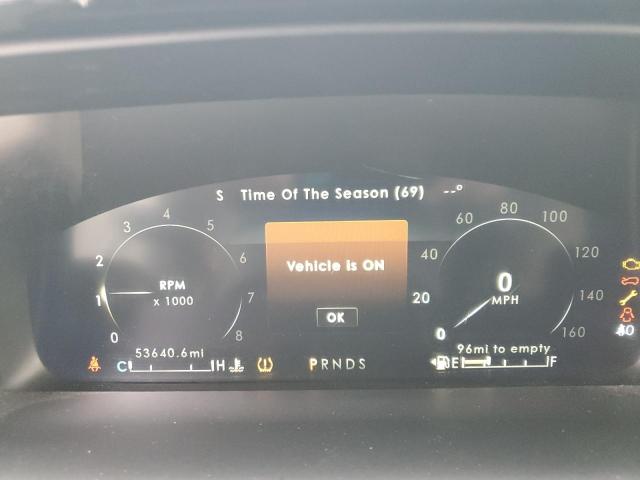 S Time Of The Season (69) --°
4
3 5
2 6
1 7
0 8
RPM
x 1000
Vehicle is ON
OK
80
60 100
40 120
20 140
0 160
0
MPH
53640.6mi
96mi to empty
C H
PRNDS
E F